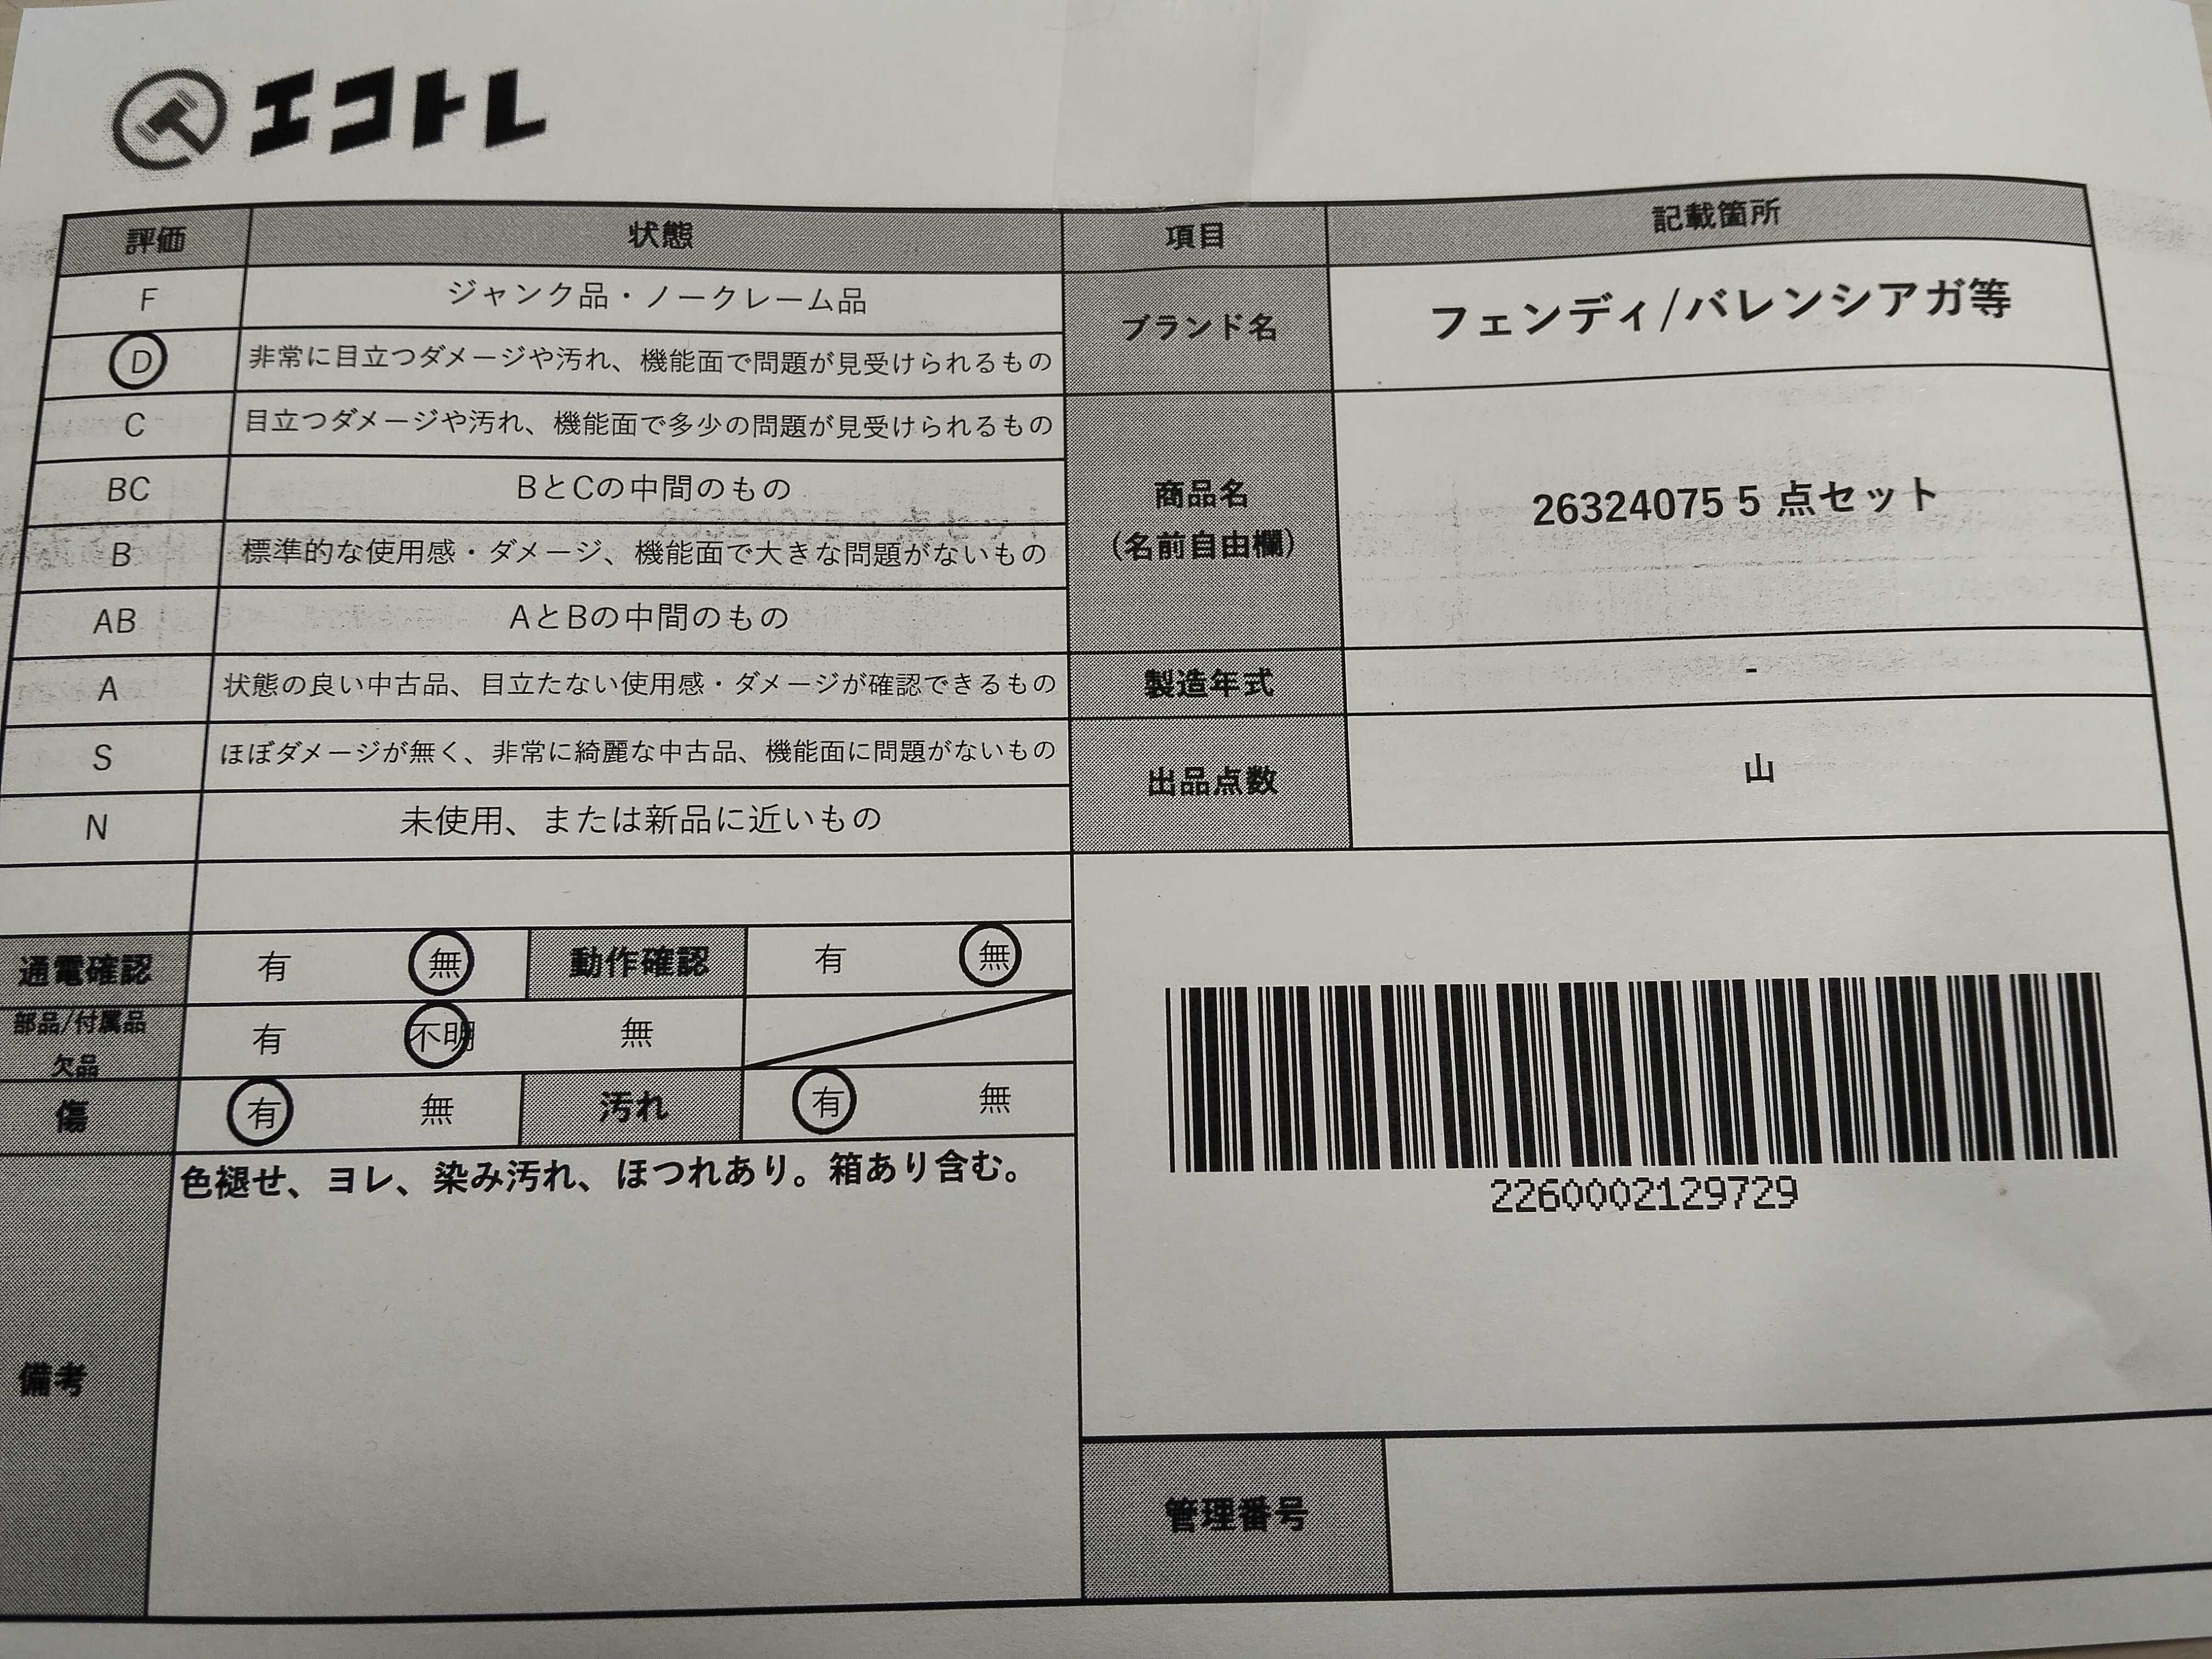 エコトレ
評価 状態 項目 記載箇所
F ジャンク品・ノークレーム品
D 非常に目立つダメージや汚れ、機能面で問題が見受けられるもの
ブランド名 フェンディ/バレンシアガ等
C 目立つダメージや汚れ、機能面で多少の問題が見受けられるもの
BC BとCの中間のもの
商品名
(名前自由欄)
26324075 5 点セット
B 標準的な使用感・ダメージ、機能面で大きな問題がないもの
AB AとBの中間のもの
A 状態の良い中古品、目立たない使用感・ダメージが確認できるもの
製造年式 -
S ほぼダメージが無く、非常に綺麗な中古品、機能面に問題がないもの
出品点数 山
N 未使用、または新品に近いもの
通電確認 有 無 動作確認 有 無
部品/付属品
欠品
有 不明 無
傷 有 無 汚れ 有 無
備考
色褪せ、ヨレ、染み汚れ、ほつれあり。箱あり含む。
2260002129729
管理番号